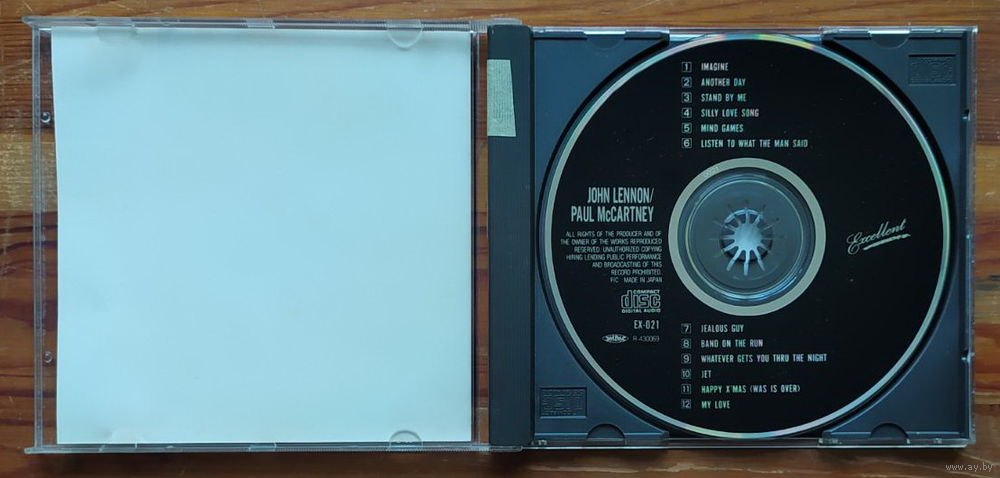 1 IMAGINE
2 ANOTHER DAY
3 STAND BY ME
4 SILLY LOVE SONG
5 MIND GAMES
6 LISTEN TO WHAT THE MAN SAID
JOHN LENNON/
PAUL McCARTNEY
ALL RIGHTS OF THE PRODUCER AND OF
THE OWNER OF THE WORKS REPRODUCED
RESERVED. UNAUTHORIZED COPYING
HIRING LENDING PUBLIC PERFORMANCE
AND BROADCASTING OF THIS
RECORD PROHIBITED.
F/C MADE IN JAPAN
Excellent
COMPACT
disc
DIGITAL AUDIO
EX-021
R-430069
7 JEALOUS GUY
8 BAND ON THE RUN
9 WHATEVER GETS YOU THRU THE NIGHT
10 JET
11 HAPPY X'MAS (WAS IS OVER)
12 MY LOVE
www.ay.by